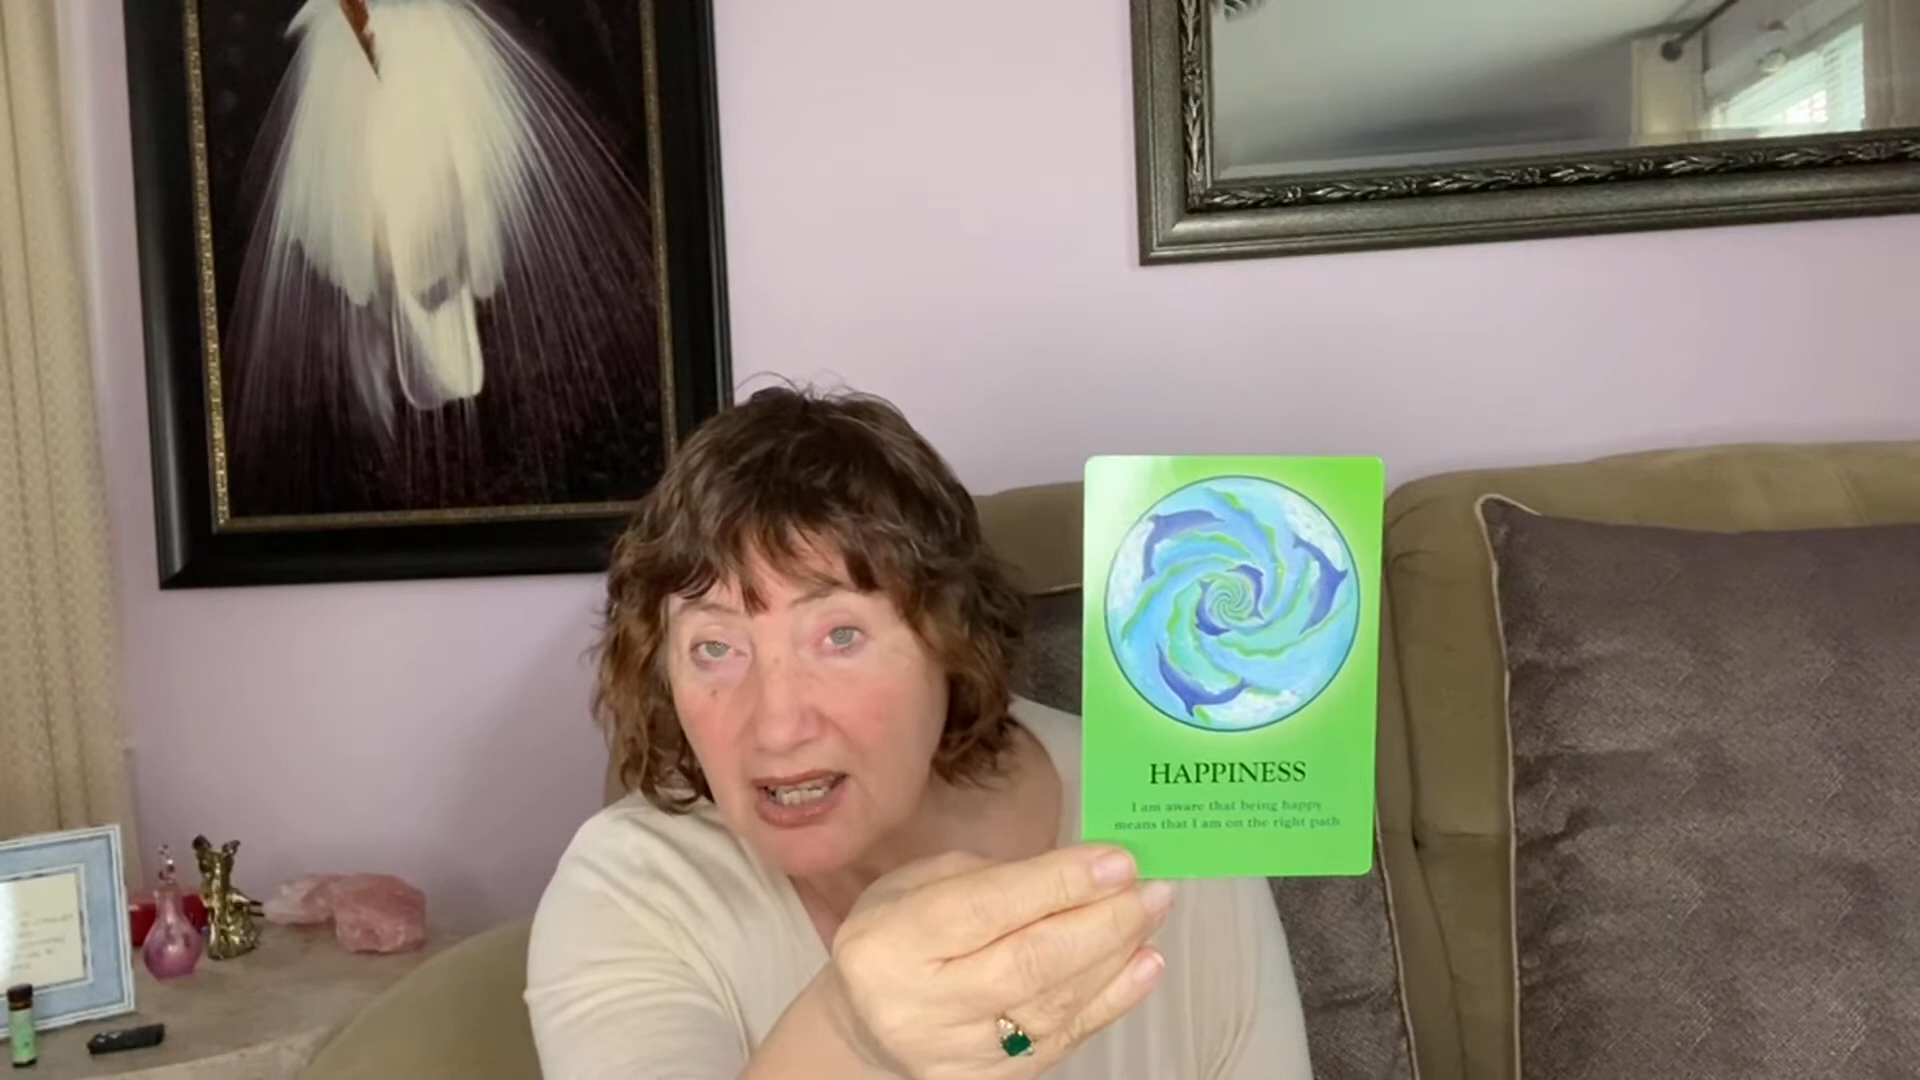 HAPPINESS
I am aware that being happy
means that I am on the right path